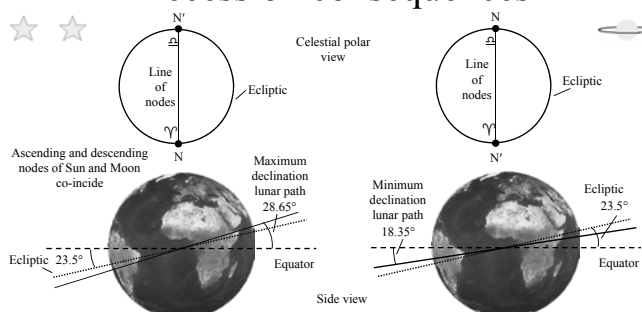 N′
♎
Line
of
nodes
Ecliptic
♈
N
Celestial polar
view
N
♎
Line
of
nodes
Ecliptic
♈
N′
Ascending and descending
nodes of Sun and Moon
co-incide
Maximum
declination
lunar path
28.65°
Ecliptic 23.5°
Equator
Minimum
declination
lunar path
18.35°
Ecliptic
23.5°
Equator
Side view